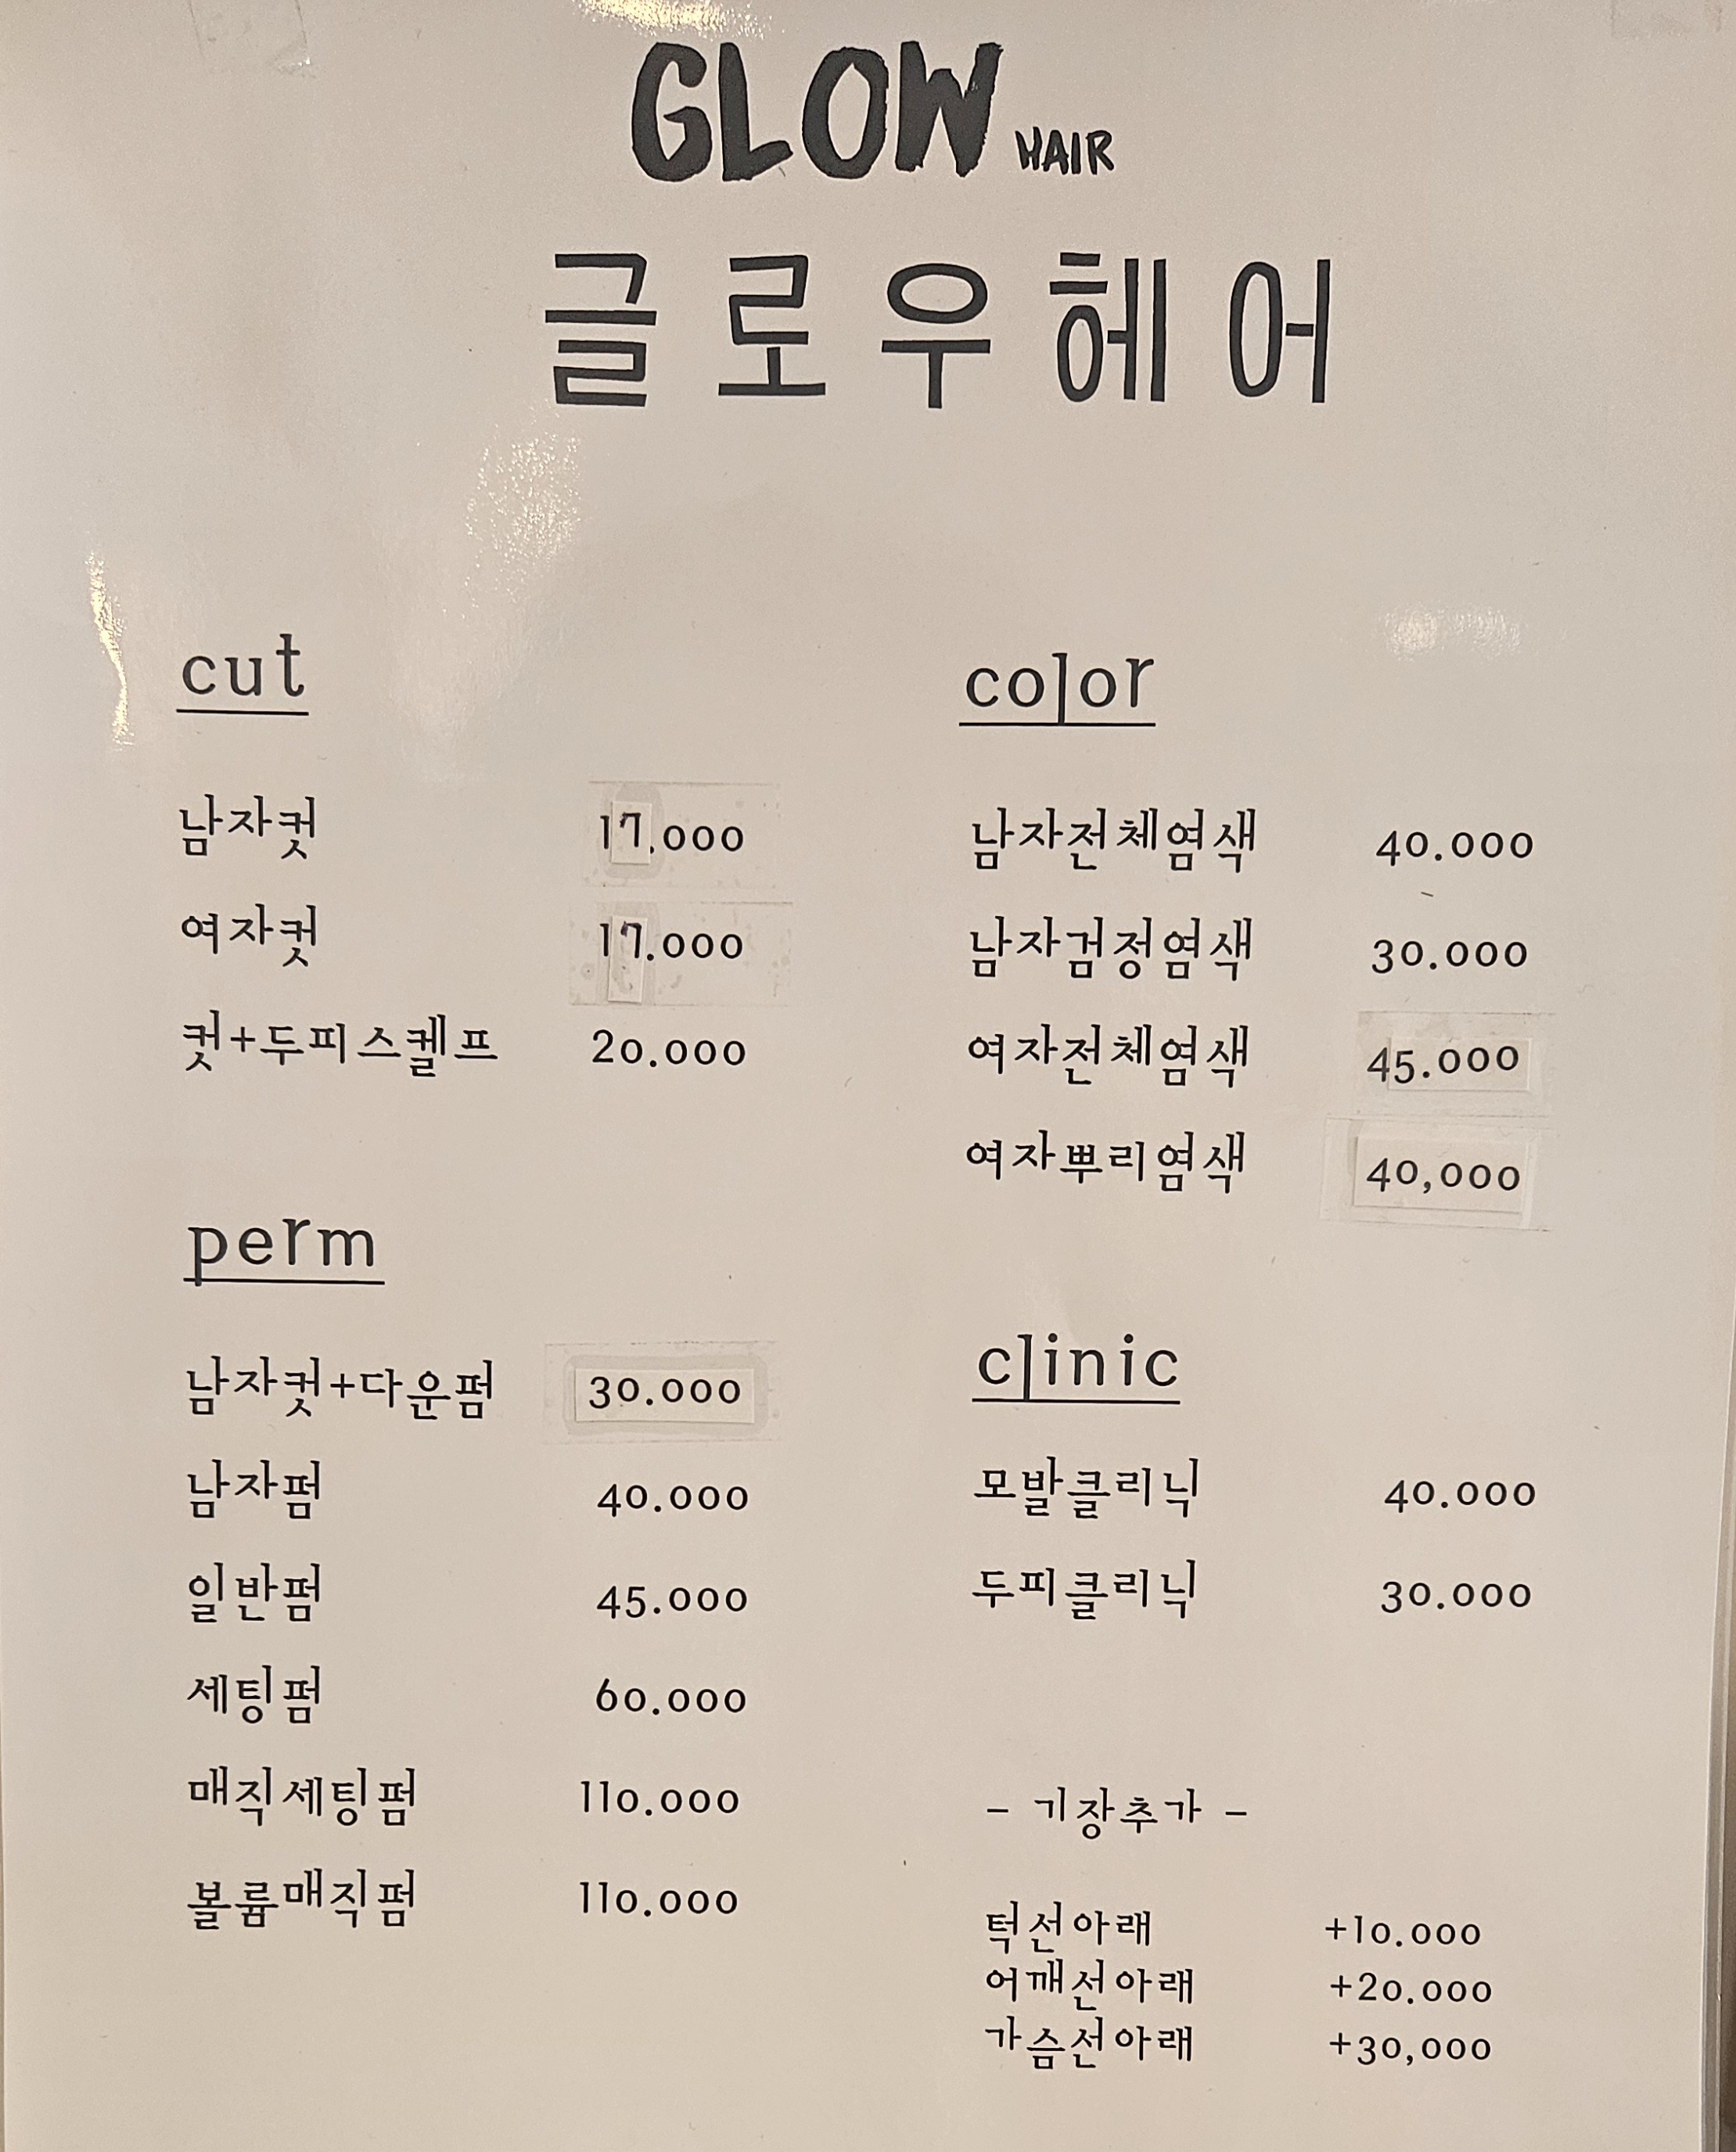 GLOW HAIR
글로우헤어
cut
남자컷 17.000
여자컷 17.000
컷+두피스켈프 20.000
perm
남자컷+다운펌 30.000
남자펌 40.000
일반펌 45.000
세팅펌 60.000
매직세팅펌 110.000
볼륨매직펌 110.000
color
남자전체염색 40.000
남자검정염색 30.000
여자전체염색 45.000
여자뿌리염색 40,000
clinic
모발클리닉 40.000
두피클리닉 30.000
- 기장추가 -
턱선아래 +10.000
어깨선아래 +20.000
가슴선아래 +30,000